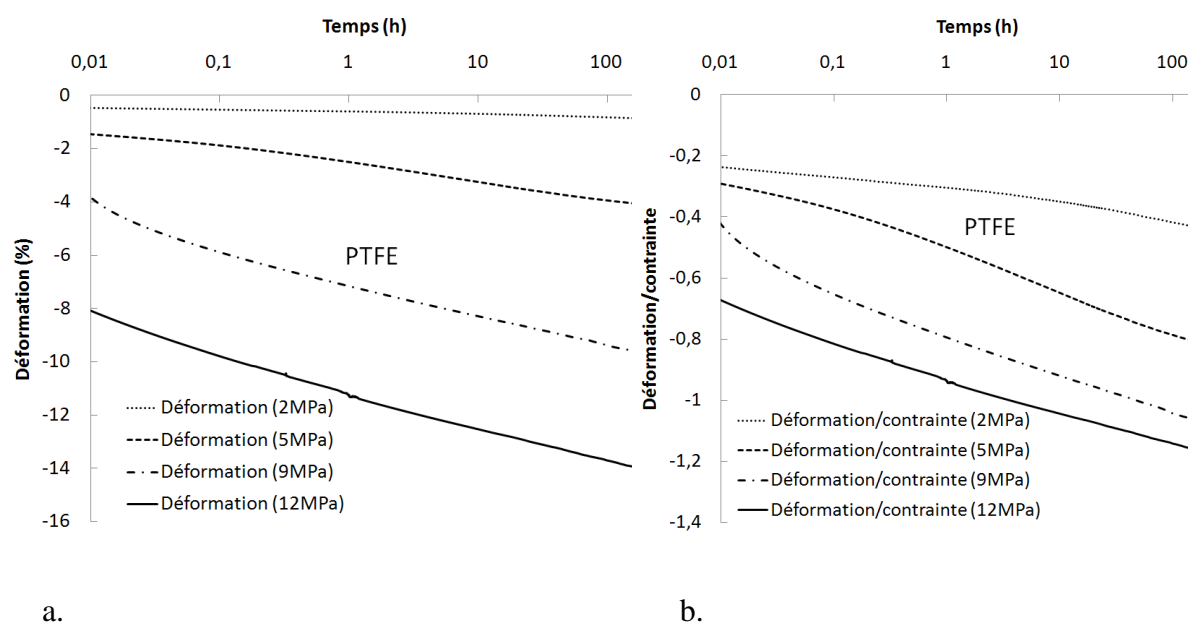 Temps (h)
0,01 0,1 1 10 100
0
-2
-4
-6
-8
-10
-12
-14
-16
Déformation (%)
PTFE
Déformation (2MPa)
Déformation (5MPa)
Déformation (9MPa)
Déformation (12MPa)
a.
Temps (h)
0,01 0,1 1 10 100
0
-0,2
-0,4
-0,6
-0,8
-1
-1,2
-1,4
Déformation/contrainte
PTFE
Déformation/contrainte (2MPa)
Déformation/contrainte (5MPa)
Déformation/contrainte (9MPa)
Déformation/contrainte (12MPa)
b.